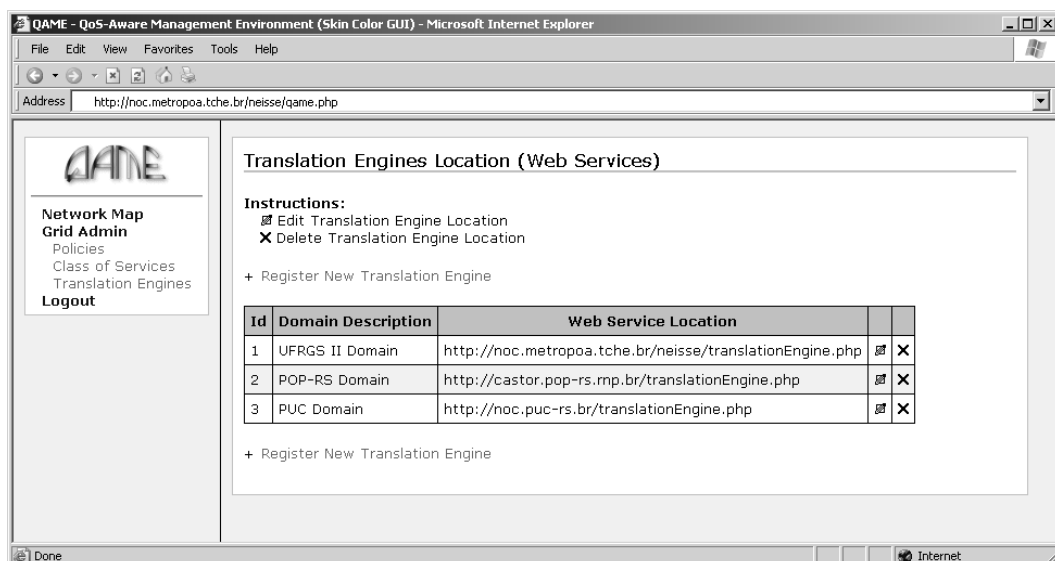 QAME - QoS-Aware Management Environment (Skin Color GUI) - Microsoft Internet Explorer
File Edit View Favorites Tools Help
Address http://noc.metropoa.tche.br/neisse/qame.php
QAME
Network Map
Grid Admin
Policies
Class of Services
Translation Engines
Logout
Translation Engines Location (Web Services)
Instructions:
Edit Translation Engine Location
Delete Translation Engine Location
+ Register New Translation Engine
Id Domain Description Web Service Location
1 UFRGS II Domain http://noc.metropoa.tche.br/neisse/translationEngine.php
2 POP-RS Domain http://castor.pop-rs.rnp.br/translationEngine.php
3 PUC Domain http://noc.puc-rs.br/translationEngine.php
+ Register New Translation Engine
Done Internet